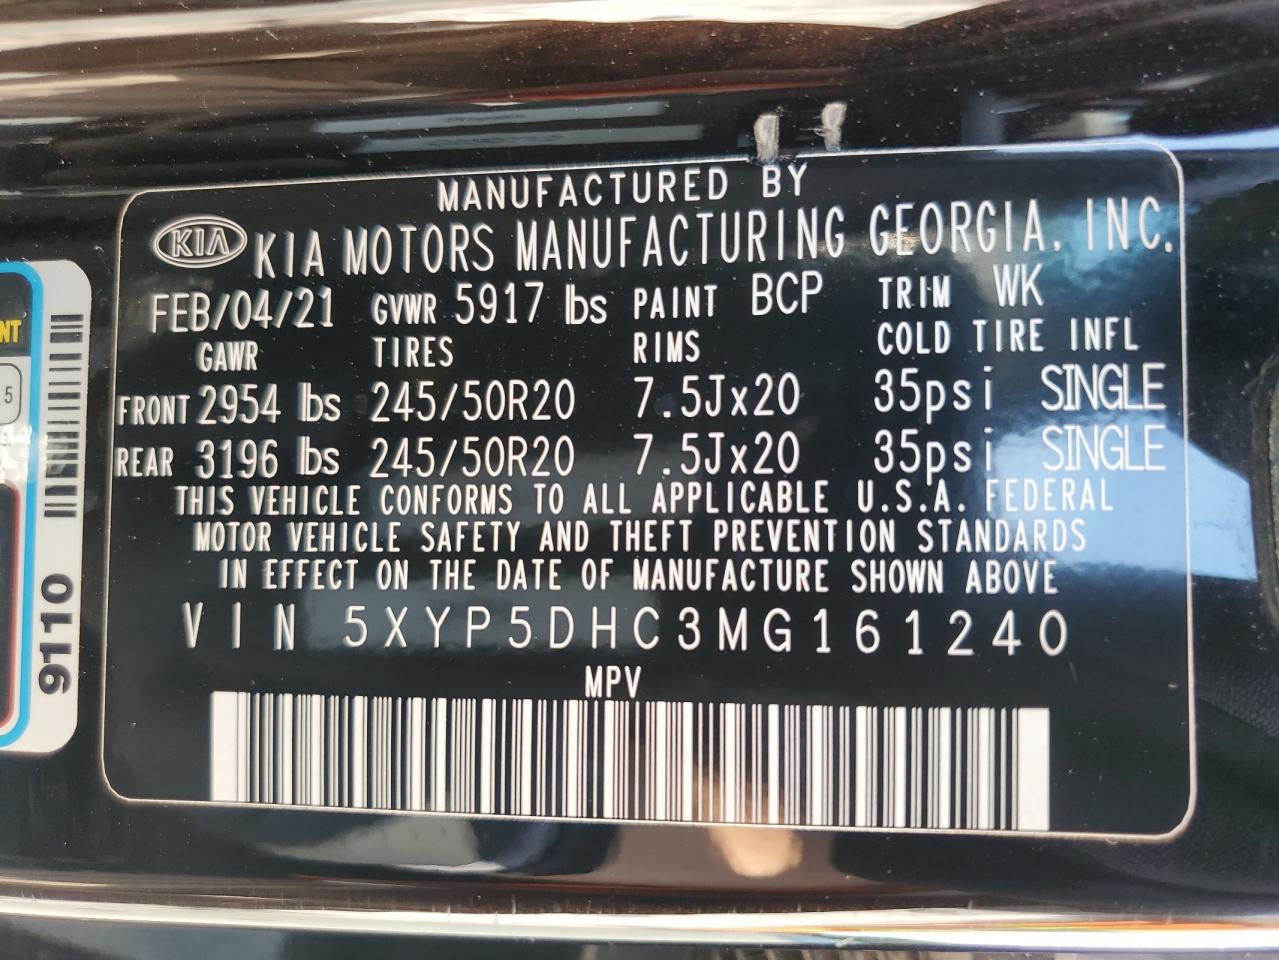 MANUFACTURED BY
KIA KIA MOTORS MANUFACTURING GEORGIA, INC.
FEB/04/21 GVWR 5917 lbs PAINT BCP TRIM WK
GAWR TIRES RIMS COLD TIRE INFL
FRONT 2954 lbs 245/50R20 7.5Jx20 35psi SINGLE
REAR 3196 lbs 245/50R20 7.5Jx20 35psi SINGLE
THIS VEHICLE CONFORMS TO ALL APPLICABLE U.S.A. FEDERAL
MOTOR VEHICLE SAFETY AND THEFT PREVENTION STANDARDS
IN EFFECT ON THE DATE OF MANUFACTURE SHOWN ABOVE
VIN 5XYP5DHC3MG161240
MPV
9110
5